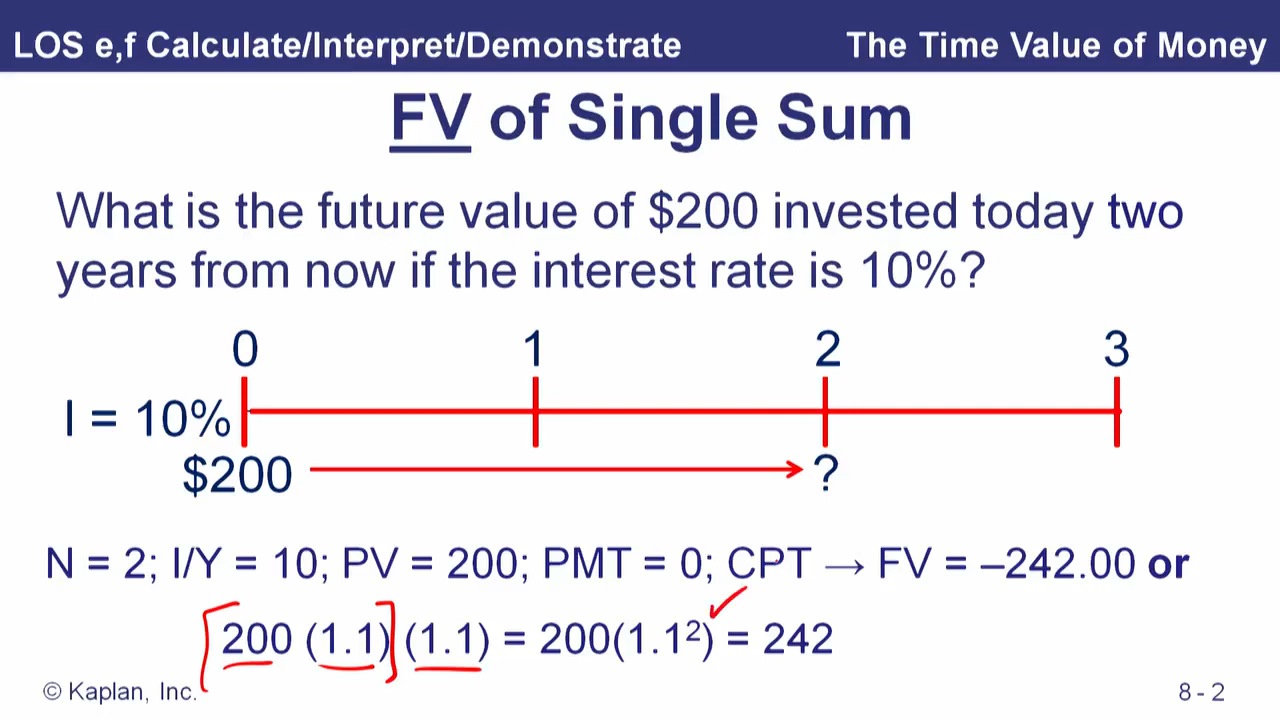 LOS e,f Calculate/Interpret/Demonstrate The Time Value of Money
FV of Single Sum
What is the future value of $200 invested today two
years from now if the interest rate is 10%?
0 1 2 3
I = 10%
$200 ?
N = 2; I/Y = 10; PV = 200; PMT = 0; CPT → FV = –242.00 or
200 (1.1) (1.1) = 200(1.1²) = 242
© Kaplan, Inc. 8 - 2